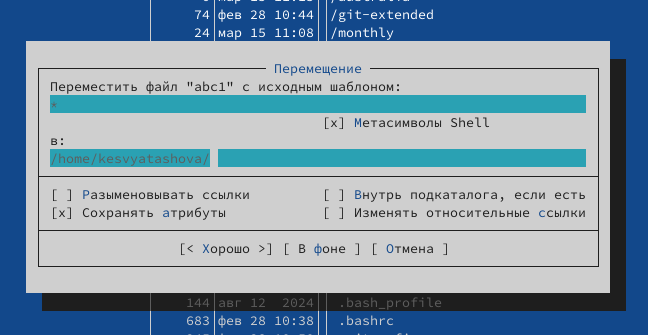 74 фев 28 10:44 /git-extended
24 мар 15 11:08 /monthly
Перемещение
Переместить файл "abc1" с исходным шаблоном:
*
[x] Метасимволы Shell
в:
/home/kesvyatashova/
[ ] Разыменовывать ссылки [ ] Внутрь подкаталога, если есть
[x] Сохранять атрибуты [ ] Изменять относительные ссылки
[< Хорошо >] [ В фоне ] [ Отмена ]
144 авг 12 2024 .bash_profile
683 фев 28 10:38 .bashrc